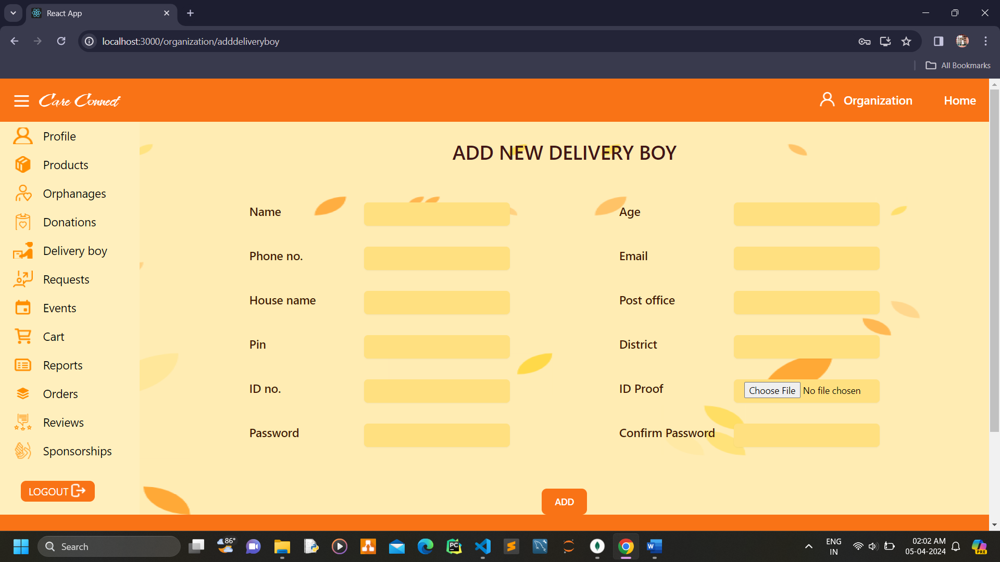 React App
localhost:3000/organization/adddeliveryboy
All Bookmarks
Care Connect
Organization
Home
Profile
Products
Orphanages
Donations
Delivery boy
Requests
Events
Cart
Reports
Orders
Reviews
Sponsorships
LOGOUT
ADD NEW DELIVERY BOY
Name
Age
Phone no.
Email
House name
Post office
Pin
District
ID no.
ID Proof
Choose File No file chosen
Password
Confirm Password
ADD
Search
86°
PC
W
ENG
IN
02:02 AM
05-04-2024
PRE